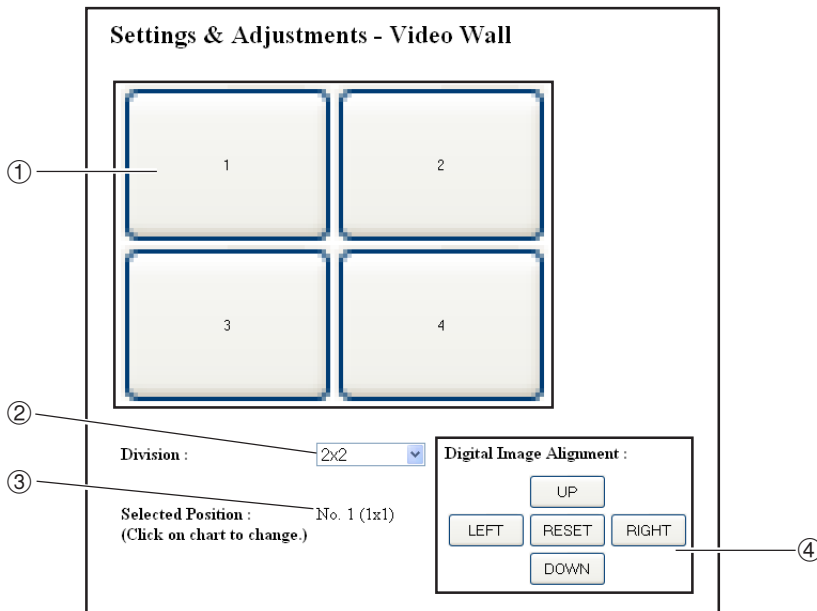 Settings & Adjustments - Video Wall
① 1 2
3 4
②
Division : 2x2
Digital Image Alignment :
③
UP
Selected Position : No. 1 (1x1)
(Click on chart to change.)
LEFT RESET RIGHT
④
DOWN